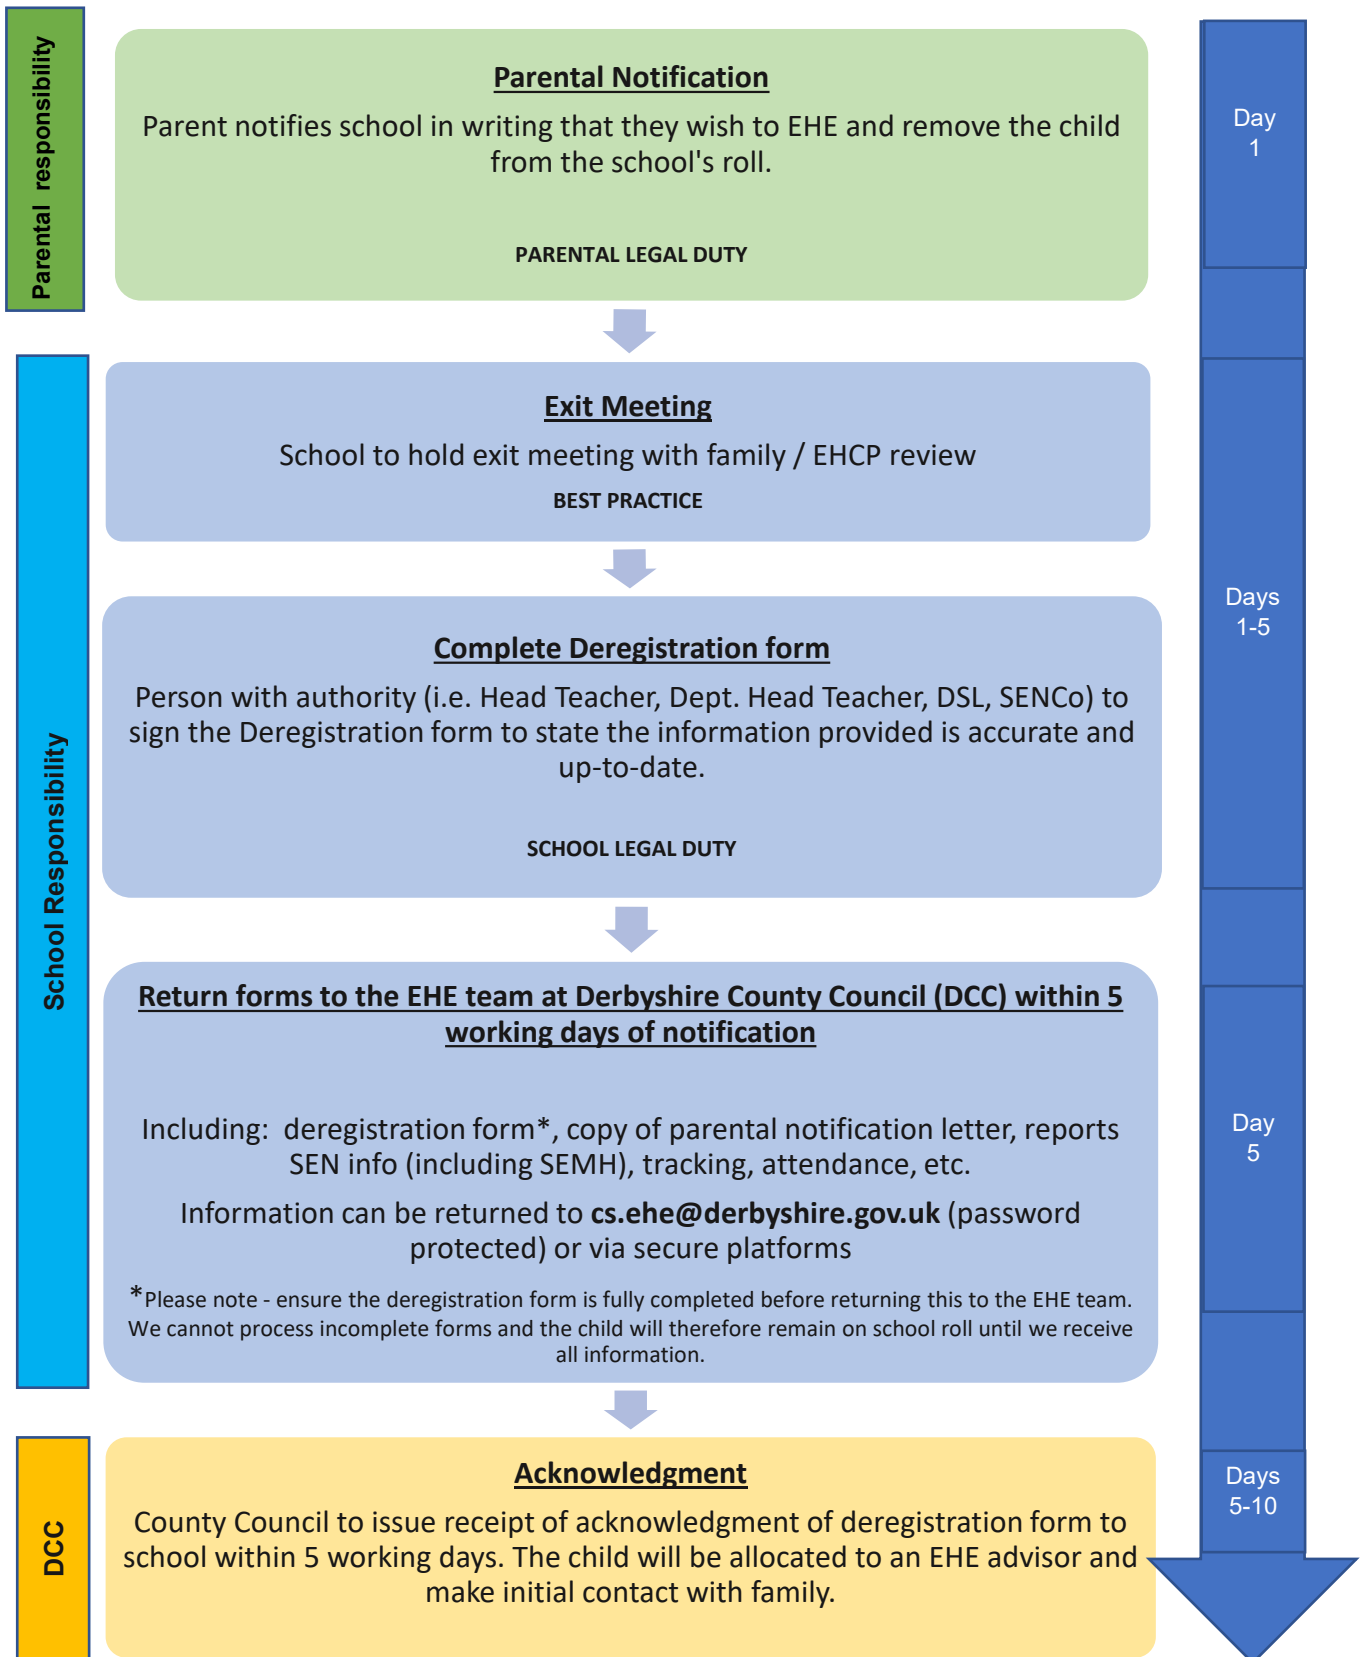 Parental responsibility
Parental Notification
Parent notifies school in writing that they wish to EHE and remove the child
from the school's roll.
PARENTAL LEGAL DUTY
Day
1
School Responsibility
Exit Meeting
School to hold exit meeting with family / EHCP review
BEST PRACTICE
Complete Deregistration form
Person with authority (i.e. Head Teacher, Dept. Head Teacher, DSL, SENCo) to
sign the Deregistration form to state the information provided is accurate and
up-to-date.
SCHOOL LEGAL DUTY
Days
1-5
Return forms to the EHE team at Derbyshire County Council (DCC) within 5
working days of notification
Including:  deregistration form*, copy of parental notification letter, reports
SEN info (including SEMH), tracking, attendance, etc.
Information can be returned to cs.ehe@derbyshire.gov.uk (password
protected) or via secure platforms
*Please note - ensure the deregistration form is fully completed before returning this to the EHE team.
We cannot process incomplete forms and the child will therefore remain on school roll until we receive
all information.
Day
5
DCC
Acknowledgment
County Council to issue receipt of acknowledgment of deregistration form to
school within 5 working days. The child will be allocated to an EHE advisor and
make initial contact with family.
Days
5-10